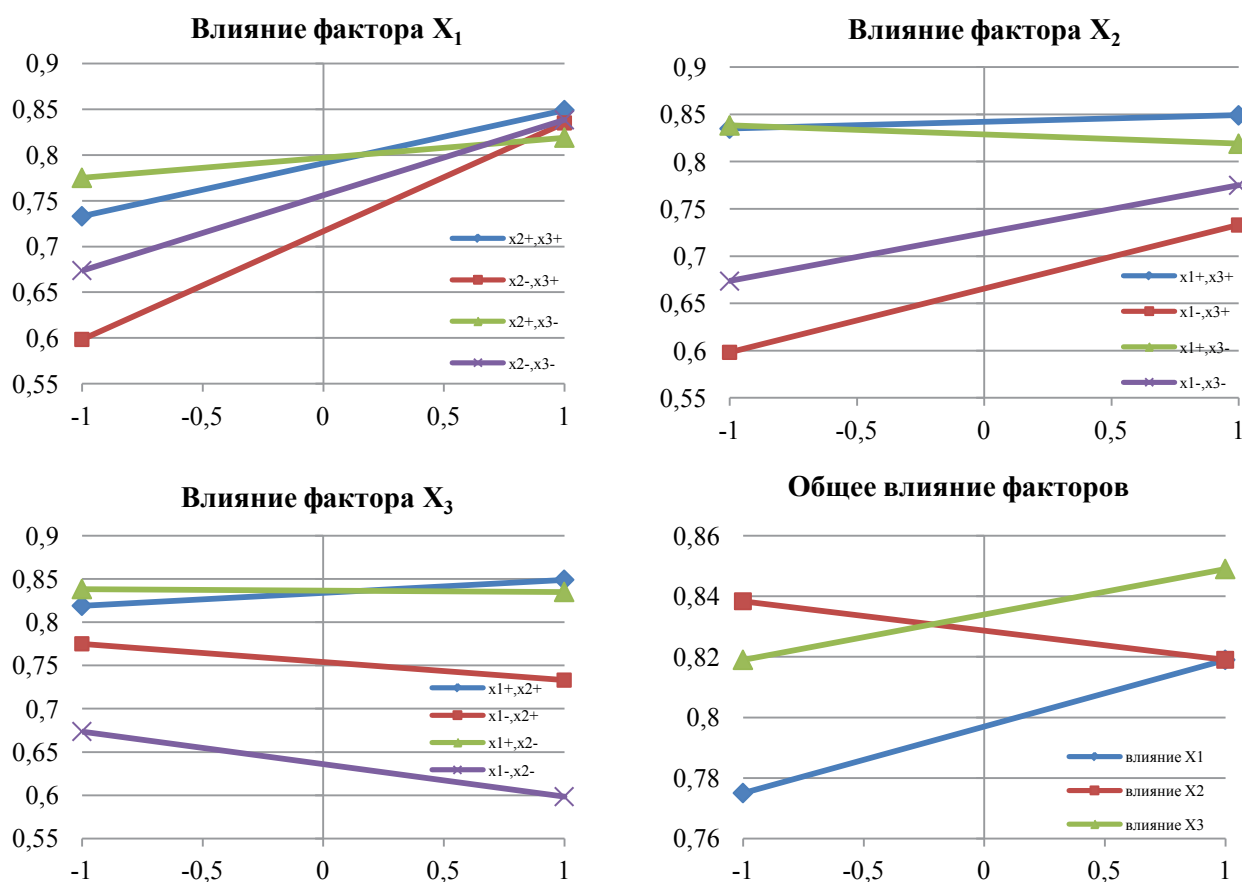 Влияние фактора X₁
0,9
0,85
0,8
0,75
0,7
0,65
0,6
0,55
-1 -0,5 0 0,5 1
x2+,x3+
x2-,x3+
x2+,x3-
x2-,x3-
Влияние фактора X₂
0,9
0,85
0,8
0,75
0,7
0,65
0,6
0,55
-1 -0,5 0 0,5 1
x1+,x3+
x1-,x3+
x1+,x3-
x1-,x3-
Влияние фактора X₃
0,9
0,85
0,8
0,75
0,7
0,65
0,6
0,55
-1 -0,5 0 0,5 1
x1+,x2+
x1-,x2+
x1+,x2-
x1-,x2-
Общее влияние факторов
0,86
0,84
0,82
0,8
0,78
0,76
-1 -0,5 0 0,5 1
влияние X1
влияние X2
влияние X3